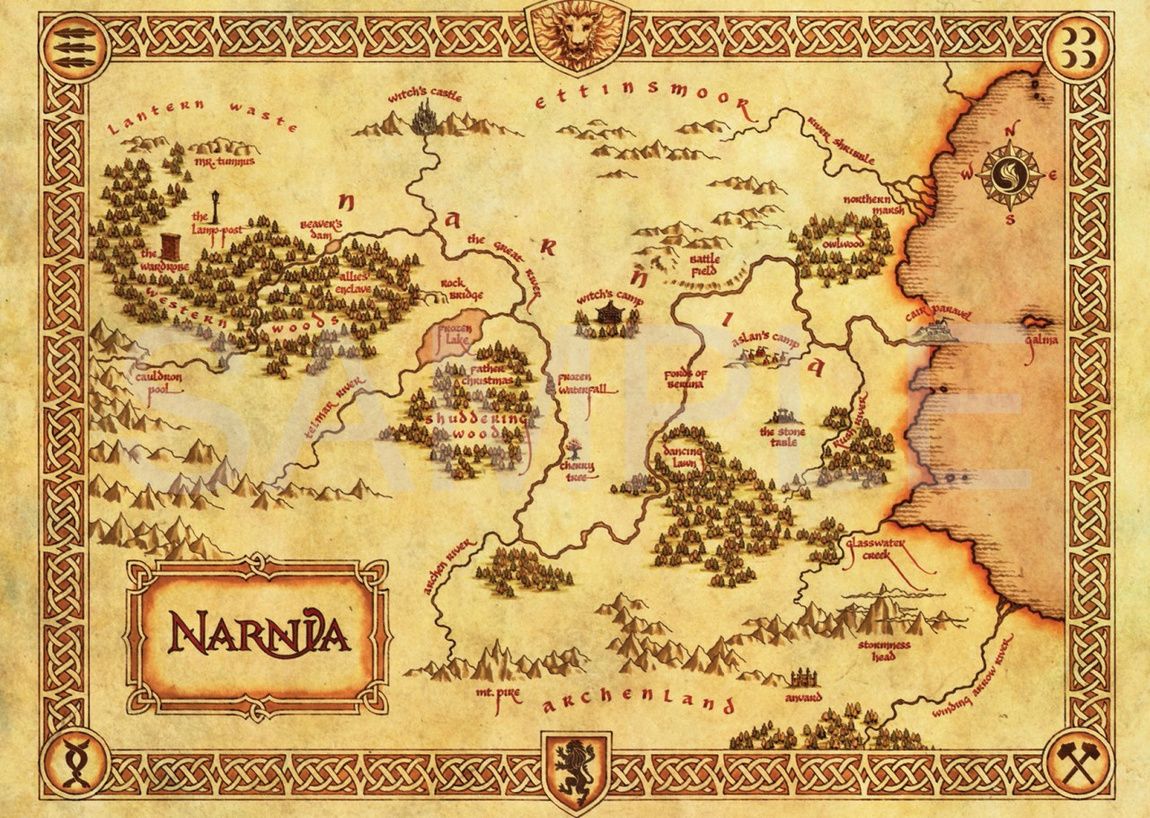 Lantern waste
witch's castle
ettinsmoor
river shribble
N
W
E
S
mr. tumnus
the
lamp-post
the
wardrobe
beaver's
dam
narnia
the great river
northern
marsh
owlwood
battle
field
allies
enclave
rock
bridge
western woods
witch's camp
cair paravel
galma
frozen
lake
aslan's camp
cauldron
pool
telmar river
father
christmas
frozen
waterfall
fords of
beruna
shuddering
wood
the stone
table
rush river
cherry
tree
dancing
lawn
archen river
glasswater
creek
NARNIA
stormness
head
mt. pire
archenland
anvard
winding arrow river
SAMPLE